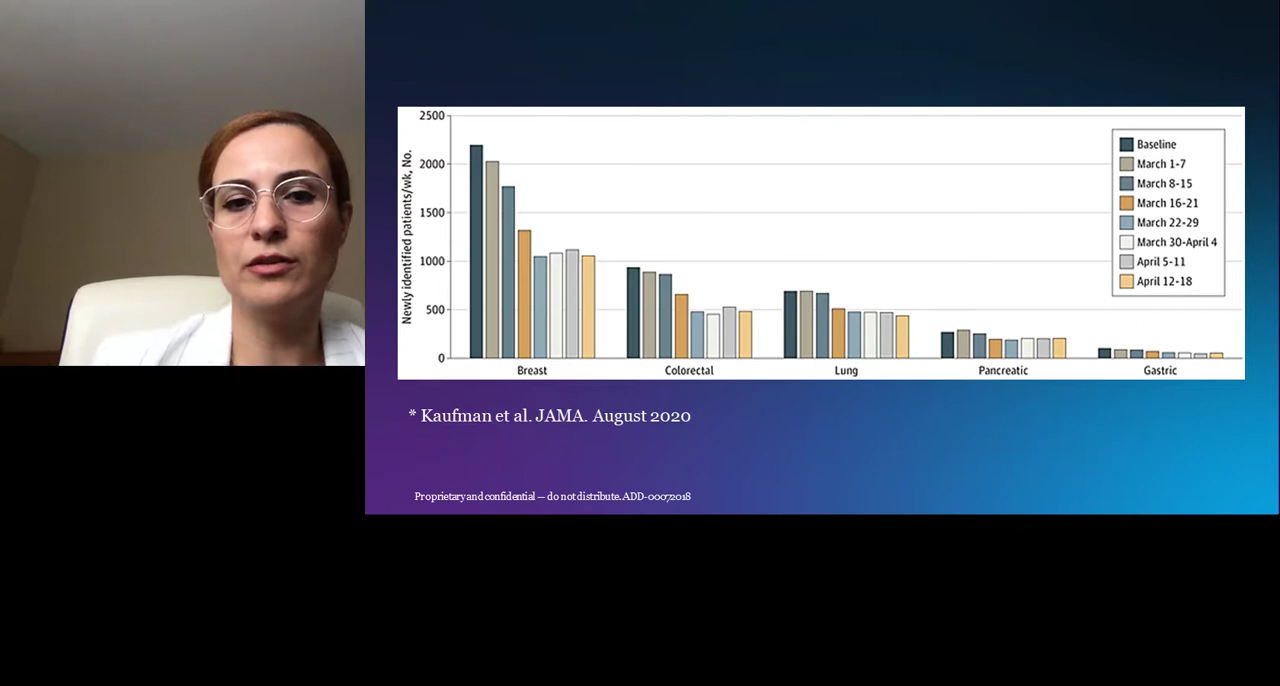 2500
2000
1500
1000
500
0
Newly identified patients/wk, No.
Baseline
March 1-7
March 8-15
March 16-21
March 22-29
March 30-April 4
April 5-11
April 12-18
Breast
Colorectal
Lung
Pancreatic
Gastric
* Kaufman et al. JAMA. August 2020
Proprietary and confidential — do not distribute. ADD-00072018